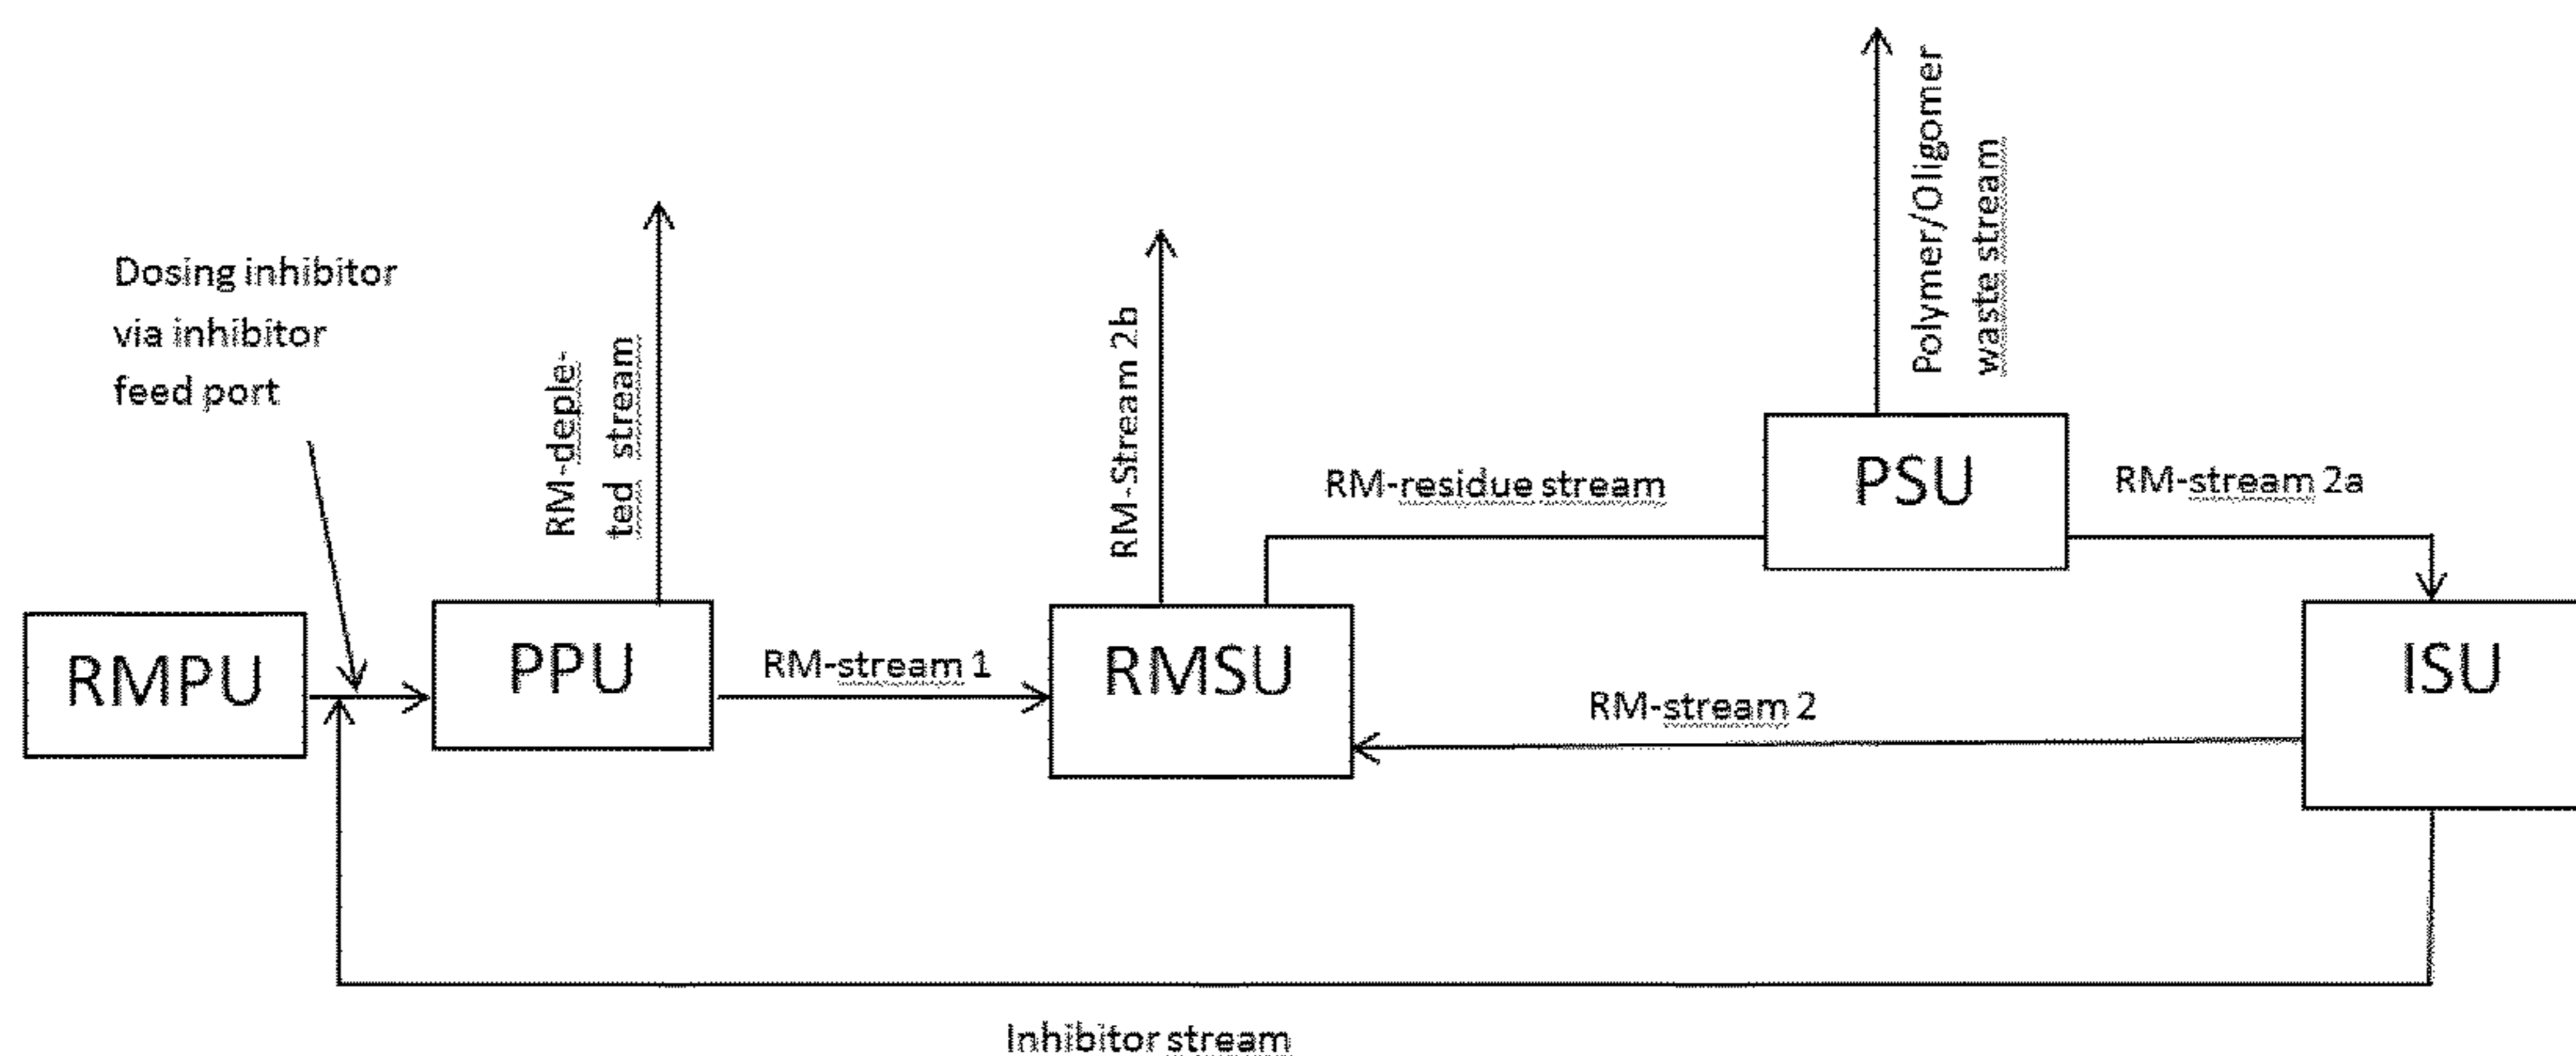 Dosing inhibitor
via inhibitor
feed port
RM-deple-
ted stream
RM-Stream 2b
Polymer/Oligomer
waste stream
RM-residue stream
PSU
RM-stream 2a
RMPU
PPU
RM-stream 1
RMSU
RM-stream 2
ISU
Inhibitor stream